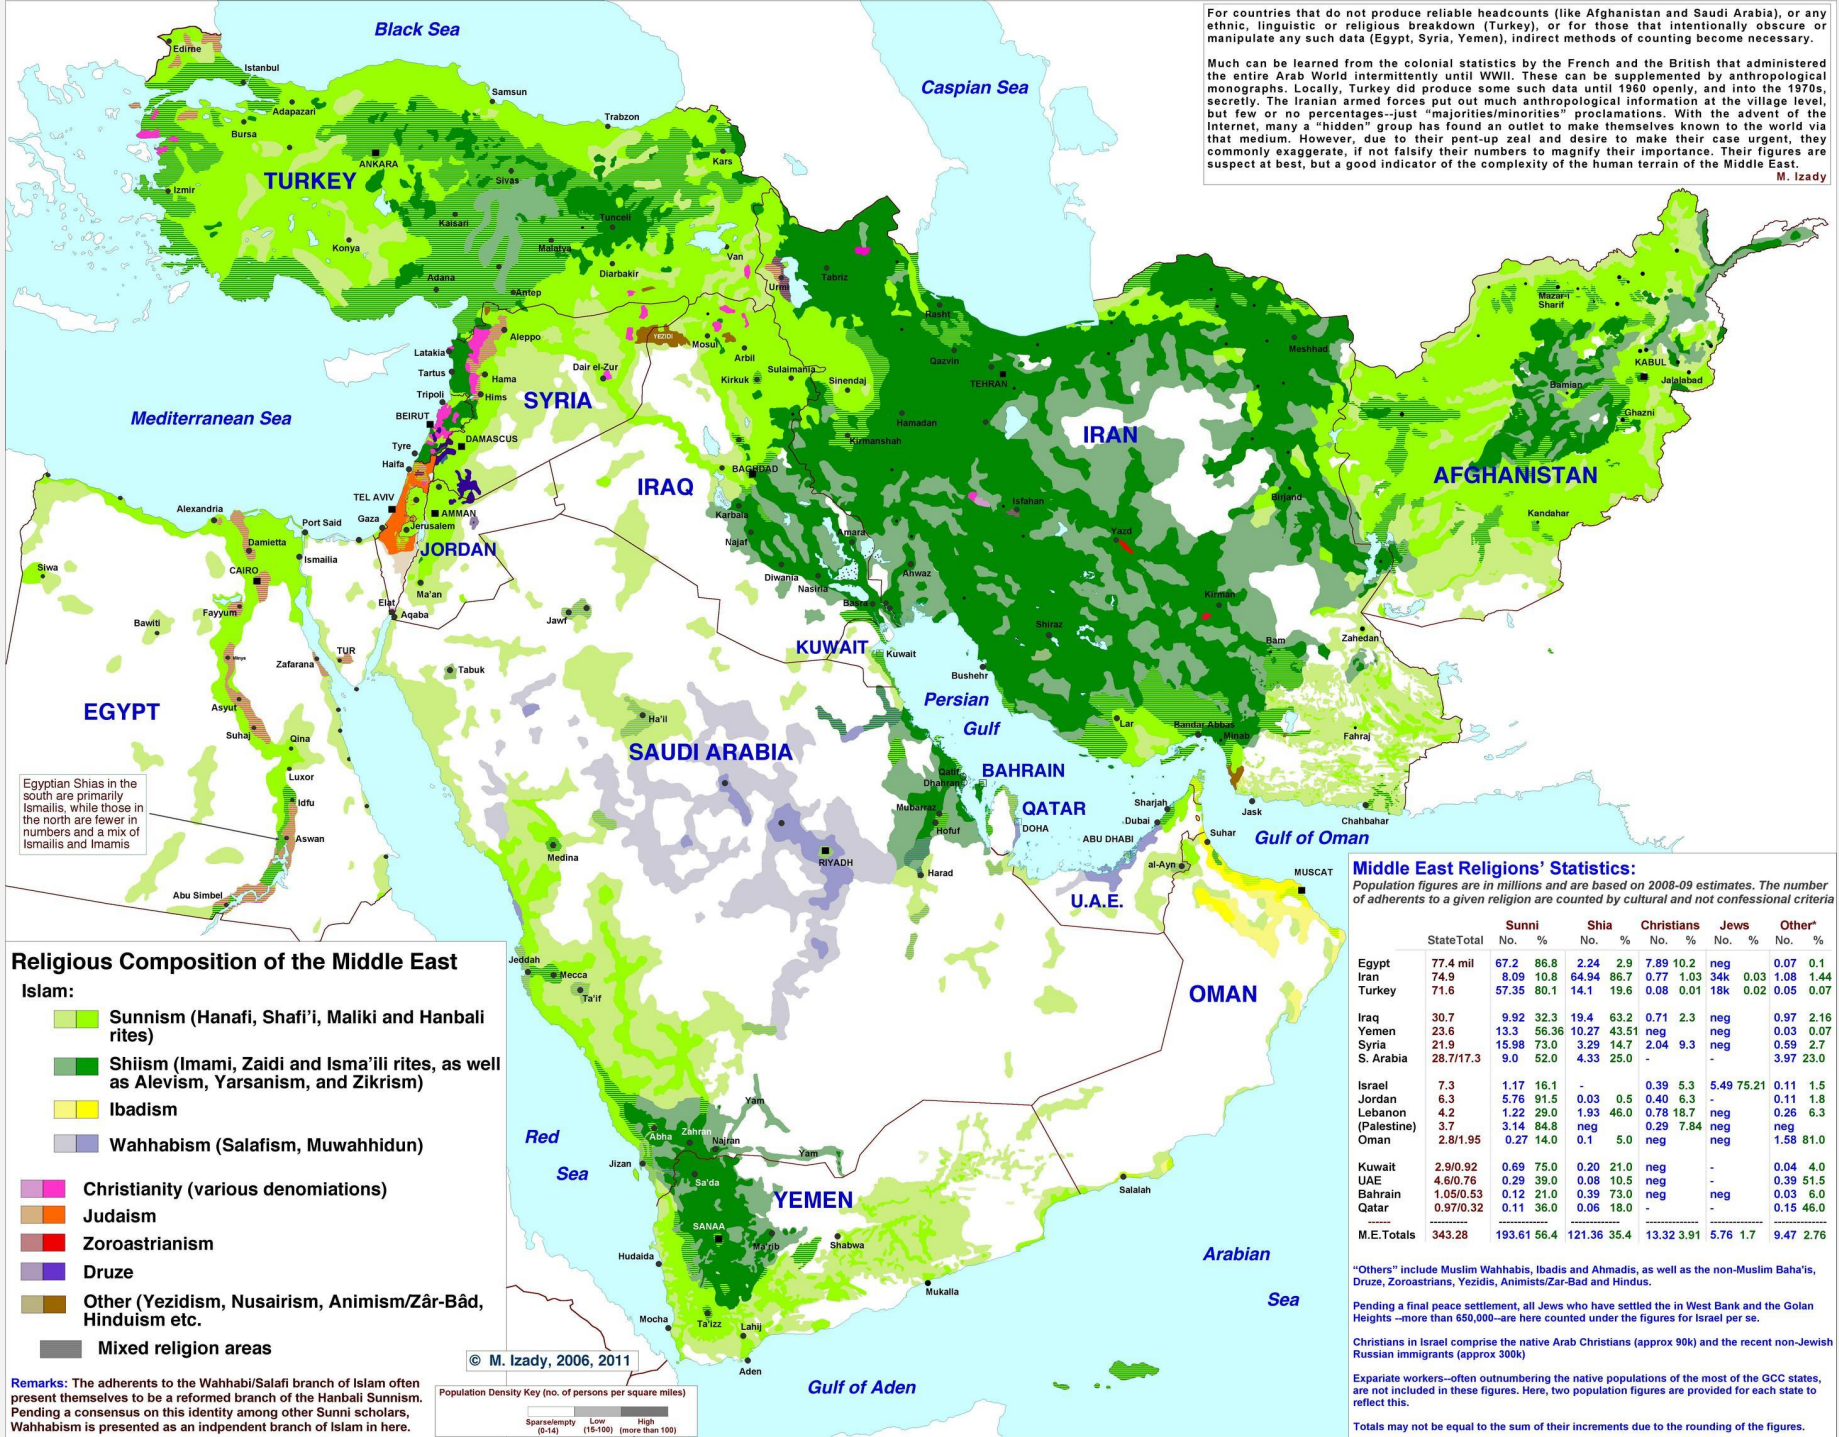 For countries that do not produce reliable headcounts (like Afghanistan and Saudi Arabia), or any
ethnic, linguistic or religious breakdown (Turkey), or for those that intentionally obscure or
manipulate any such data (Egypt, Syria, Yemen), indirect methods of counting become necessary.
Much can be learned from the colonial statistics by the French and the British that administered
the entire Arab World intermittently until WWII. These can be supplemented by anthropological
monographs. Locally, Turkey did produce some such data until 1960 openly, and into the 1970s,
secretly. The Iranian armed forces put out much anthropological information at the village level,
but few or no percentages--just “majorities/minorities” proclamations. With the advent of the
Internet, many a “hidden” group has found an outlet to make themselves known to the world via
that medium. However, due to their pent-up zeal and desire to make their case urgent, they
commonly exaggerate, if not falsify their numbers to magnify their importance. Their figures are
suspect at best, but a good indicator of the complexity of the human terrain of the Middle East.
M. Izady
Black Sea
Caspian Sea
Edirne
Istanbul
Adapazari
Bursa
Samsun
Trabzon
Kars
ANKARA
TURKEY
Sivas
Izmir
Kaisari
Tunceli
Konya
Malatya
Van
Diarbakir
Adana
Antep
Urmi
Tabriz
Rasht
Mazar-i
Sharif
Aleppo
YEZIDI
Mosul
Arbil
Qazvin
Meshhad
Latakia
Dair el-Zur
Sulaimania
KABUL
Tartus
Hama
Kirkuk
Sinendaj
TEHRAN
Jalalabad
Bamian
Tripoli
Hims
SYRIA
BEIRUT
Mediterranean Sea
Hamadan
Ghazni
DAMASCUS
Kirmanshah
IRAN
Tyre
Haifa
BAGHDAD
AFGHANISTAN
IRAQ
TEL AVIV
Isfahan
Birjand
Alexandria
Gaza
AMMAN
Karbala
Kandahar
Port Said
Jerusalem
Amara
Yazd
Damietta
Najaf
JORDAN
Ismailia
Siwa
CAIRO
Diwania
Ahwaz
Nasiria
Ma'an
Kirman
Elat
Aqaba
Basra
Fayyum
Bawiti
Jawf
Shiraz
Zahedan
KUWAIT
Kuwait
Bam
TUR
Minya
Zafarana
Tabuk
Bushehr
Persian
Gulf
EGYPT
Asyut
Ha'il
Lar
Bandar Abbas
Suhaj
Qina
Minab
Fahraj
SAUDI ARABIA
Luxor
Qatif
Dhahran
BAHRAIN
Egyptian Shias in the
south are primarily
Ismailis, while those in
the north are fewer in
numbers and a mix of
Ismailis and Imamis
Idfu
Mubarraz
QATAR
Sharjah
Jask
Chahbahar
Hofuf
DOHA
Dubai
Aswan
ABU DHABI
Suhar
Gulf of Oman
Medina
RIYADH
al-Ayn
Harad
MUSCAT
Abu Simbel
U.A.E.
Jeddah
Mecca
Ta'if
OMAN
Yam
Red
Sea
Abha
Zahran
Najran
Yam
Jizan
Sa'da
Salalah
YEMEN
SANAA
Ma'rib
Shabwa
Hudaida
Arabian
Sea
Mukalla
Mocha
Ta'izz
Lahij
Aden
Gulf of Aden
Religious Composition of the Middle East
Islam:
Sunnism (Hanafi, Shafi'i, Maliki and Hanbali
rites)
Shiism (Imami, Zaidi and Isma'ili rites, as well
as Alevism, Yarsanism, and Zikrism)
Ibadism
Wahhabism (Salafism, Muwahhidun)
Christianity (various denomiations)
Judaism
Zoroastrianism
Druze
Other (Yezidism, Nusairism, Animism/Zâr-Bâd,
Hinduism etc.
Mixed religion areas
Remarks: The adherents to the Wahhabi/Salafi branch of Islam often
present themselves to be a reformed branch of the Hanbali Sunnism.
Pending a consensus on this identity among other Sunni scholars,
Wahhabism is presented as an indpendent branch of Islam in here.
© M. Izady, 2006, 2011
Population Density Key (no. of persons per square miles)
Sparse/empty Low High
(0-14) (15-100) (more than 100)
Middle East Religions' Statistics:
Population figures are in millions and are based on 2008-09 estimates. The number
of adherents to a given religion are counted by cultural and not confessional criteria
Sunni Shia Christians Jews Other*
State Total No. % No. % No. % No. % No. %
Egypt 77.4 mil 67.2 86.8 2.24 2.9 7.89 10.2 neg 0.07 0.1
Iran 74.9 8.09 10.8 64.94 86.7 0.77 1.03 34k 0.03 1.08 1.44
Turkey 71.6 57.35 80.1 14.1 19.6 0.08 0.01 18k 0.02 0.05 0.07
Iraq 30.7 9.92 32.3 19.4 63.2 0.71 2.3 neg 0.97 2.16
Yemen 23.6 13.3 56.36 10.27 43.51 neg neg 0.03 0.07
Syria 21.9 15.98 73.0 3.29 14.7 2.04 9.3 neg 0.59 2.7
S. Arabia 28.7/17.3 9.0 52.0 4.33 25.0 - - 3.97 23.0
Israel 7.3 1.17 16.1 - 0.39 5.3 5.49 75.21 0.11 1.5
Jordan 6.3 5.76 91.5 0.03 0.5 0.40 6.3 - 0.11 1.8
Lebanon 4.2 1.22 29.0 1.93 46.0 0.78 18.7 neg 0.26 6.3
(Palestine) 3.7 3.14 84.8 neg 0.29 7.84 neg neg
Oman 2.8/1.95 0.27 14.0 0.1 5.0 neg neg 1.58 81.0
Kuwait 2.9/0.92 0.69 75.0 0.20 21.0 neg - 0.04 4.0
UAE 4.6/0.76 0.29 39.0 0.08 10.5 neg - 0.39 51.5
Bahrain 1.05/0.53 0.12 21.0 0.39 73.0 neg neg 0.03 6.0
Qatar 0.97/0.32 0.11 36.0 0.06 18.0 - - 0.15 46.0
M.E.Totals 343.28 193.61 56.4 121.36 35.4 13.32 3.91 5.76 1.7 9.47 2.76
“Others” include Muslim Wahhabis, Ibadis and Ahmadis, as well as the non-Muslim Baha'is,
Druze, Zoroastrians, Yezidis, Animists/Zar-Bad and Hindus.
Pending a final peace settlement, all Jews who have settled the in West Bank and the Golan
Heights --more than 650,000--are here counted under the figures for Israel per se.
Christians in Israel comprise the native Arab Christians (approx 90k) and the recent non-Jewish
Russian immigrants (approx 300k)
Expariate workers--often outnumbering the native populations of the most of the GCC states,
are not included in these figures. Here, two population figures are provided for each state to
reflect this.
Totals may not be equal to the sum of their increments due to the rounding of the figures.